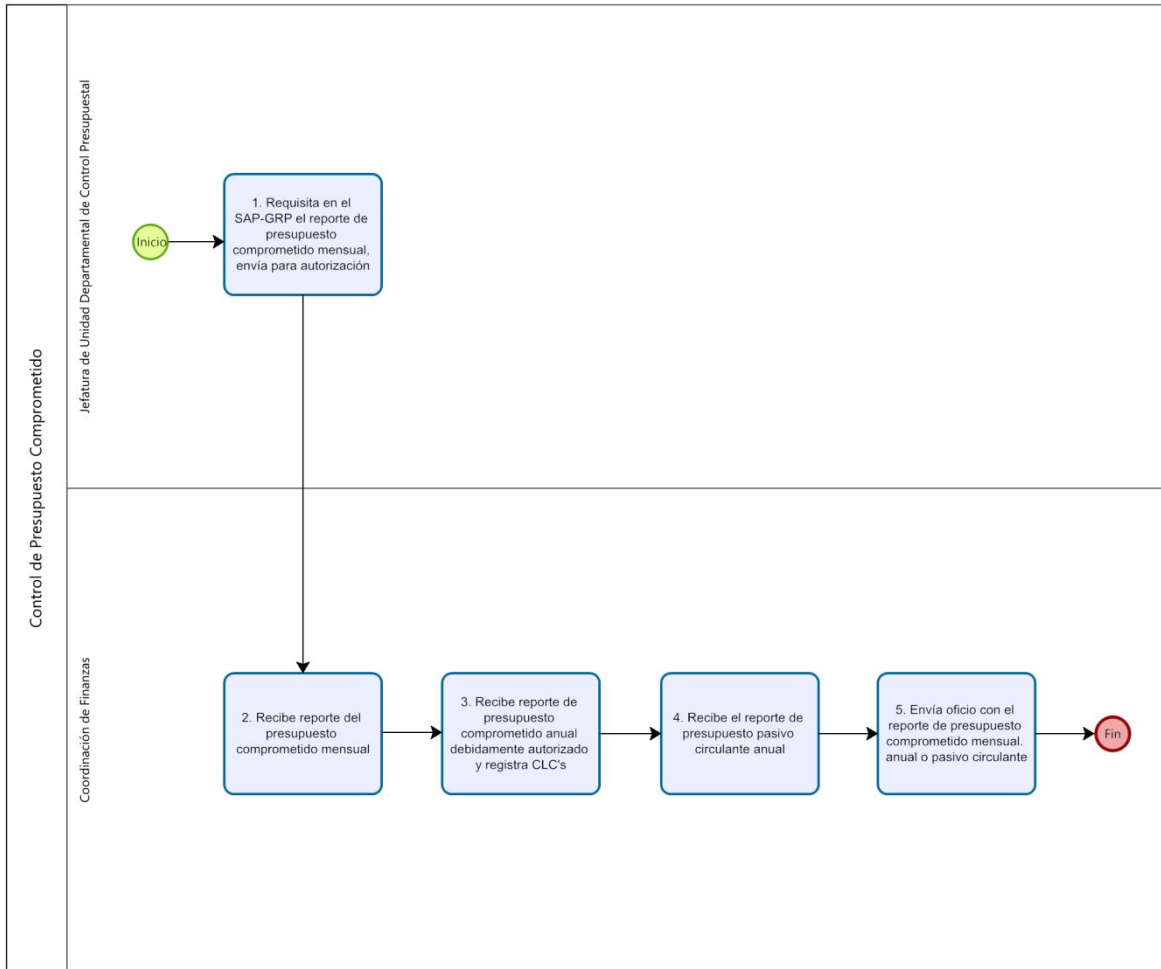 Control de Presupuesto Comprometido
Jefatura de Unidad Departamental de Control Presupuestal
Inicio
1. Requisita en el
SAP-GRP el reporte de
presupuesto
comprometido mensual,
envía para autorización
Coordinación de Finanzas
2. Recibe reporte del
presupuesto
comprometido mensual
3. Recibe reporte de
presupuesto
comprometido anual
debidamente autorizado
y registra CLC's
4. Recibe el reporte de
presupuesto pasivo
circulante anual
5. Envía oficio con el
reporte de presupuesto
comprometido mensual.
anual o pasivo circulante
Fin